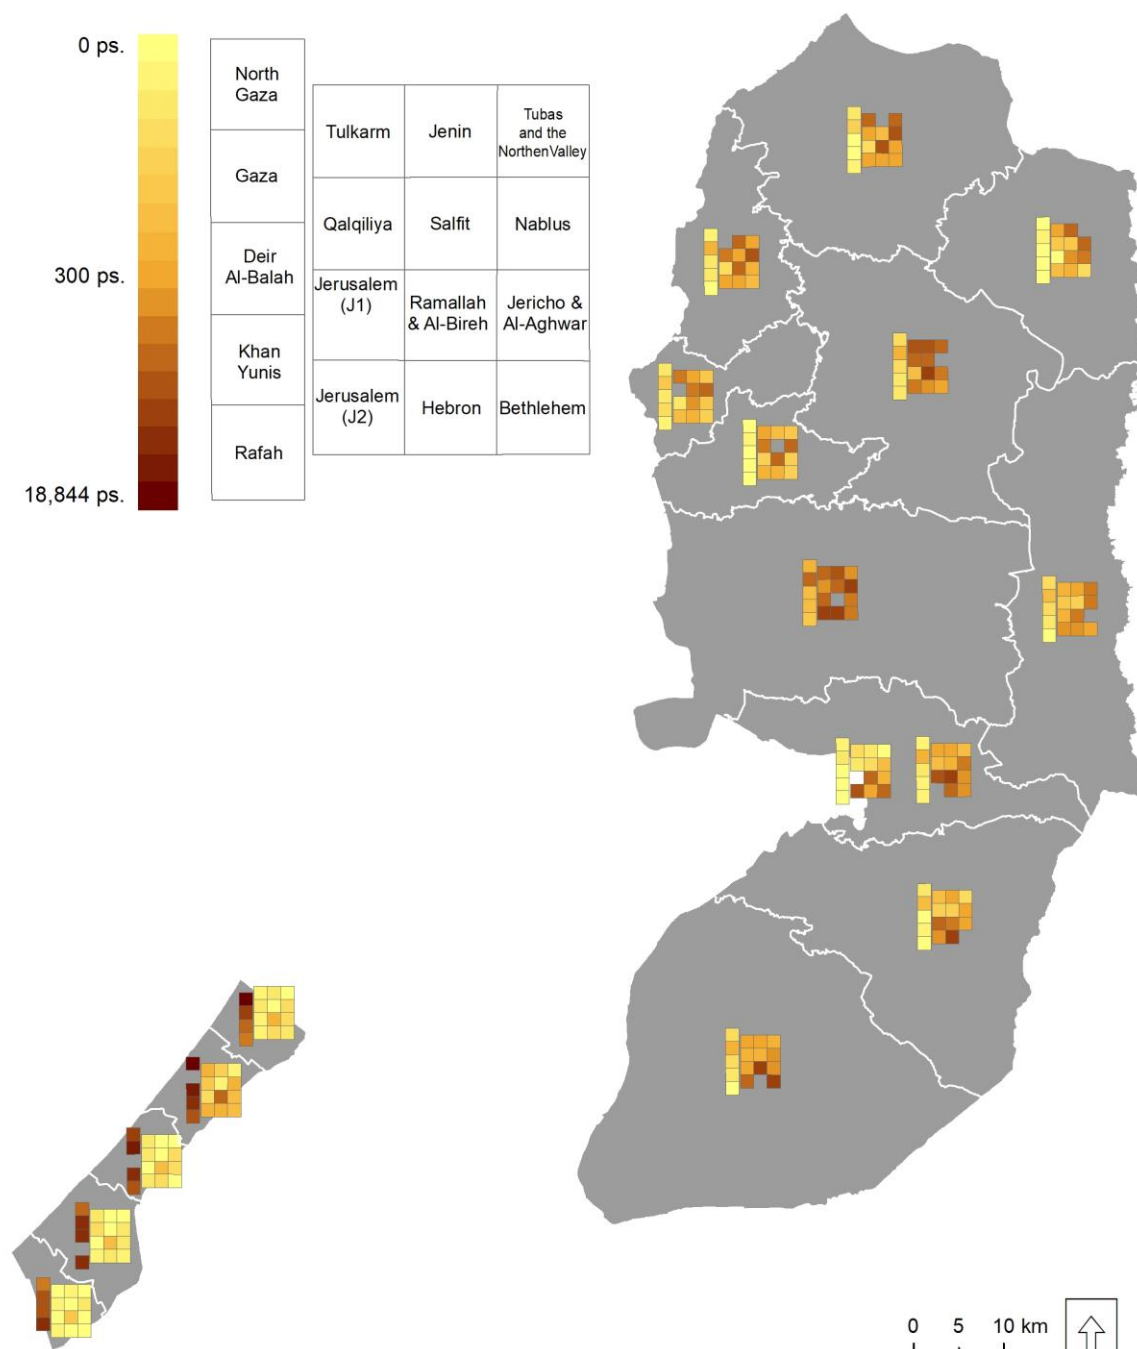 0 ps.
300 ps.
18,844 ps.
North
Gaza
Gaza
Deir
Al-Balah
Khan
Yunis
Rafah
Tulkarm
Jenin
Tubas
and the
NorthenValley
Qalqiliya
Salfit
Nablus
Jerusalem
(J1)
Ramallah
& Al-Bireh
Jericho &
Al-Aghwar
Jerusalem
(J2)
Hebron
Bethlehem
0 5 10 km